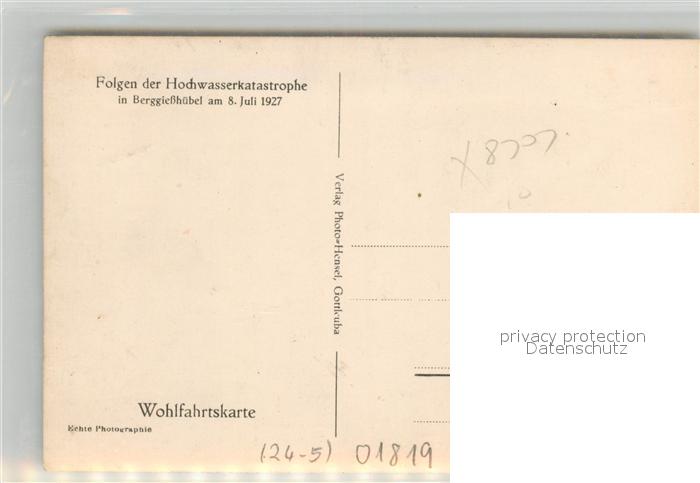 Folgen der Hochwasserkatastrophe
in Berggießhübel am 8. Juli 1927
Verlag Photo=Hensel, Gottleuba
privacy protection
Datenschutz
Wohlfahrtskarte
Echte Photographie
(24-5) 01819